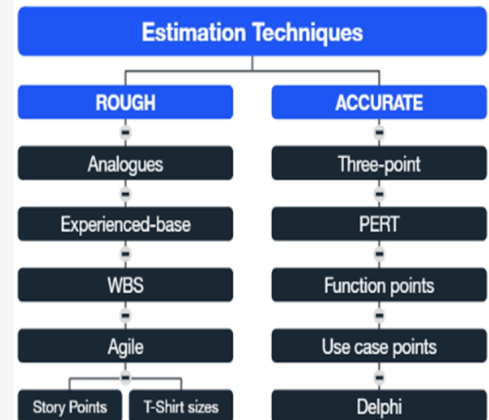 Estimation Techniques
ROUGH
ACCURATE
Analogues
Three-point
Experienced-base
PERT
WBS
Function points
Agile
Use case points
Story Points
T-Shirt sizes
Delphi